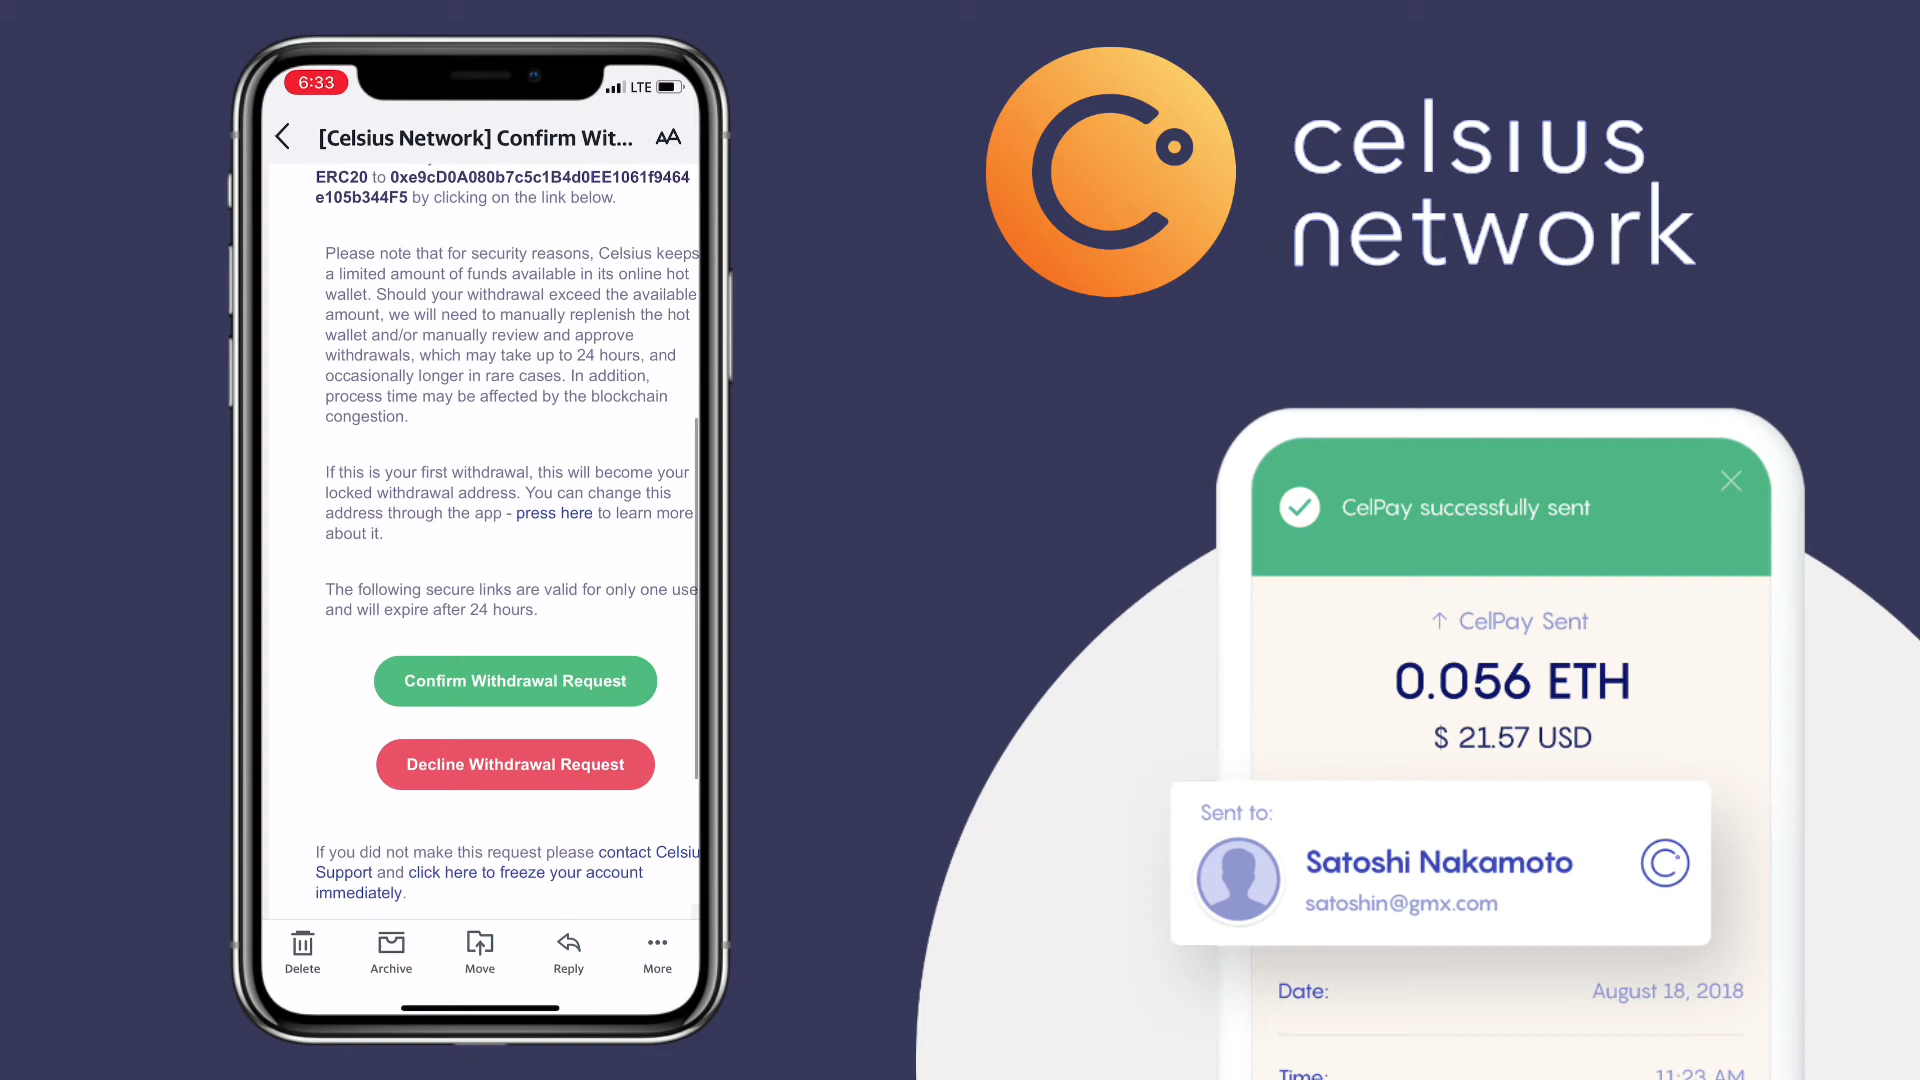 6:33
LTE
[Celsius Network] Confirm Wit...
AA
ERC20 to 0xe9cD0A080b7c5c1B4d0EE1061f9464
e105b344F5 by clicking on the link below.
Please note that for security reasons, Celsius keeps
a limited amount of funds available in its online hot
wallet. Should your withdrawal exceed the available
amount, we will need to manually replenish the hot
wallet and/or manually review and approve
withdrawals, which may take up to 24 hours, and
occasionally longer in rare cases. In addition,
process time may be affected by the blockchain
congestion.
If this is your first withdrawal, this will become your
locked withdrawal address. You can change this
address through the app - press here to learn more
about it.
The following secure links are valid for only one use
and will expire after 24 hours.
Confirm Withdrawal Request
Decline Withdrawal Request
If you did not make this request please contact Celsiu
Support and click here to freeze your account
immediately.
Delete
Archive
Move
Reply
More
celsius
network
CelPay successfully sent
↑ CelPay Sent
0.056 ETH
$ 21.57 USD
Sent to:
Satoshi Nakamoto
satoshin@gmx.com
Date:
August 18, 2018
Time:
11:23 AM